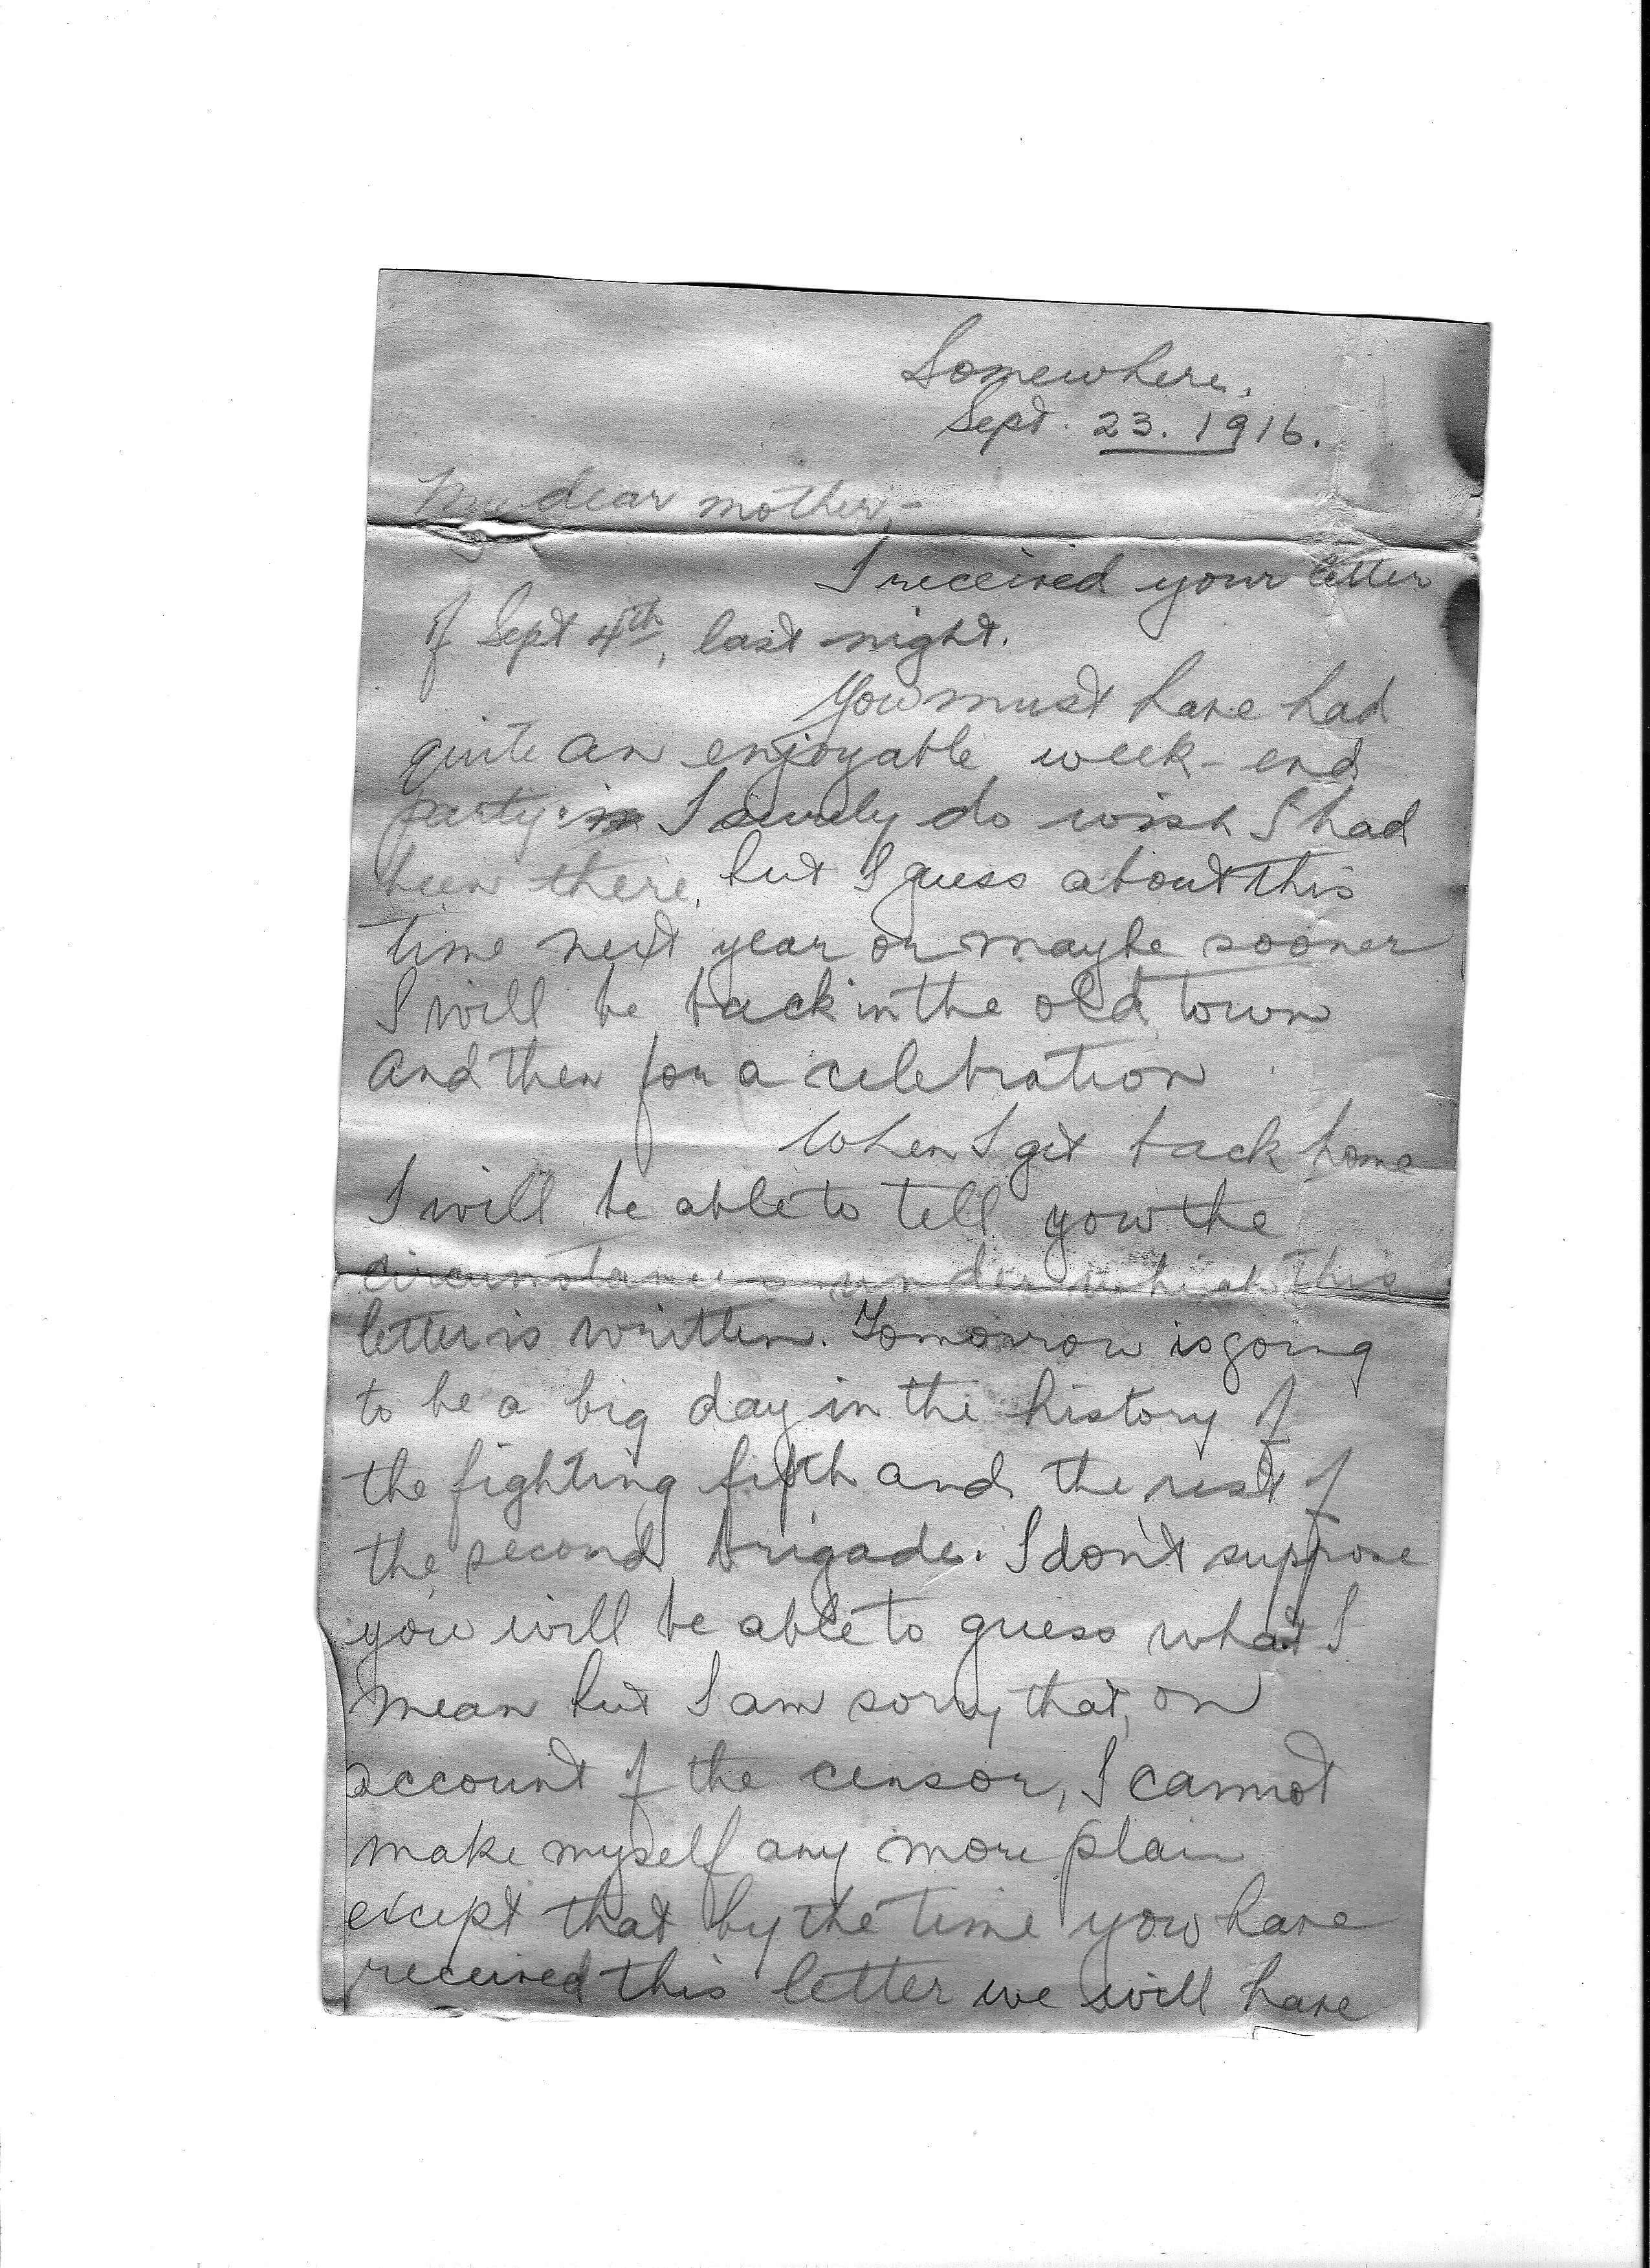 Somewhere,
Sept. 23. 1916.
My dear mother,-
I received your letter
of Sept 4th, last night.
You must have had
quite an enjoyable week-end
party. I surely do wish I had
been there, but I guess about this
time next year or maybe sooner
I will be back in the old town
and then for a celebration
When I get back home
I will be able to tell you the
circumstances under which this
letter is written. Tomorrow is going
to be a big day in the history of
the fighting fifth and the rest of
the second brigade. I don't suppose
you will be able to guess what I
mean but I am sorry that, on
account of the censor, I cannot
make myself any more plain
except that by the time you have
received this letter we will have